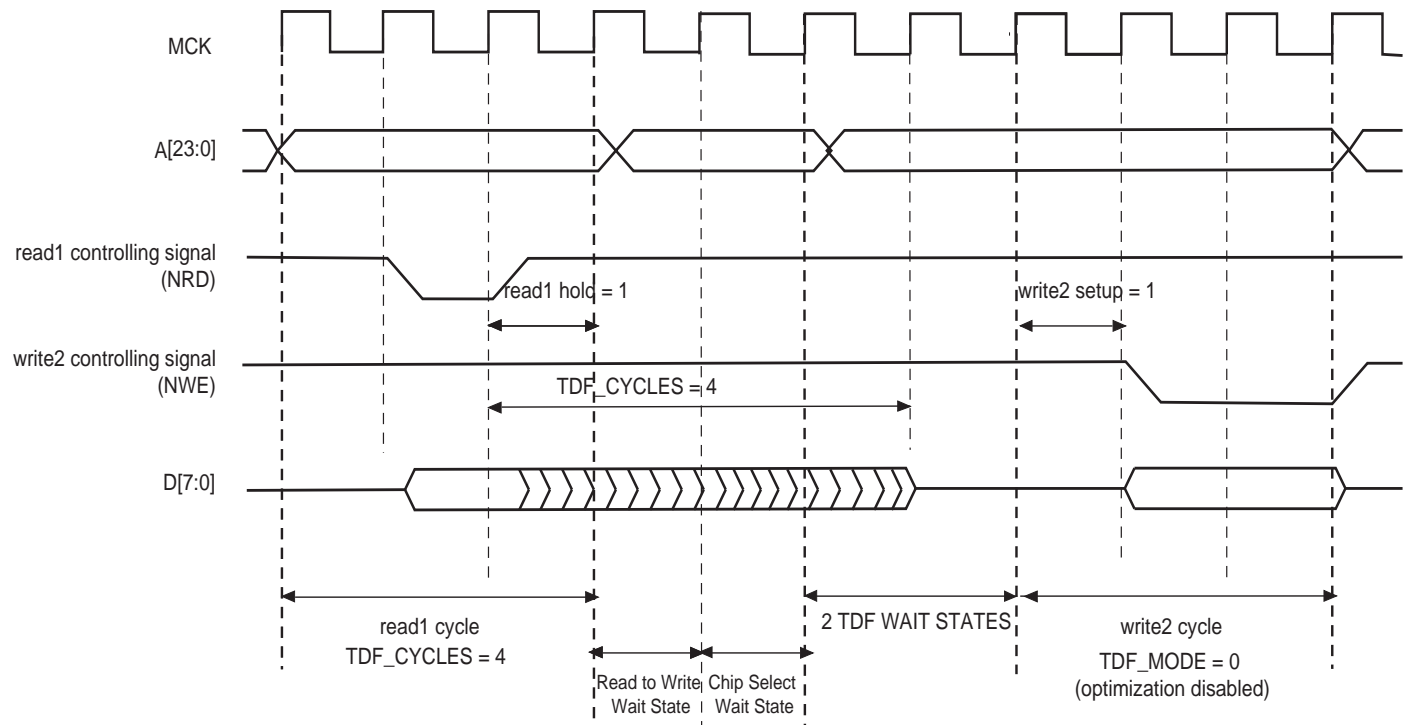 MCK
A[23:0]
read1 controlling signal
(NRD)
read1 hold = 1
write2 setup = 1
write2 controlling signal
(NWE)
TDF_CYCLES = 4
D[7:0]
read1 cycle
TDF_CYCLES = 4
2 TDF WAIT STATES
write2 cycle
TDF_MODE = 0
(optimization disabled)
Read to Write
Wait State
Chip Select
Wait State